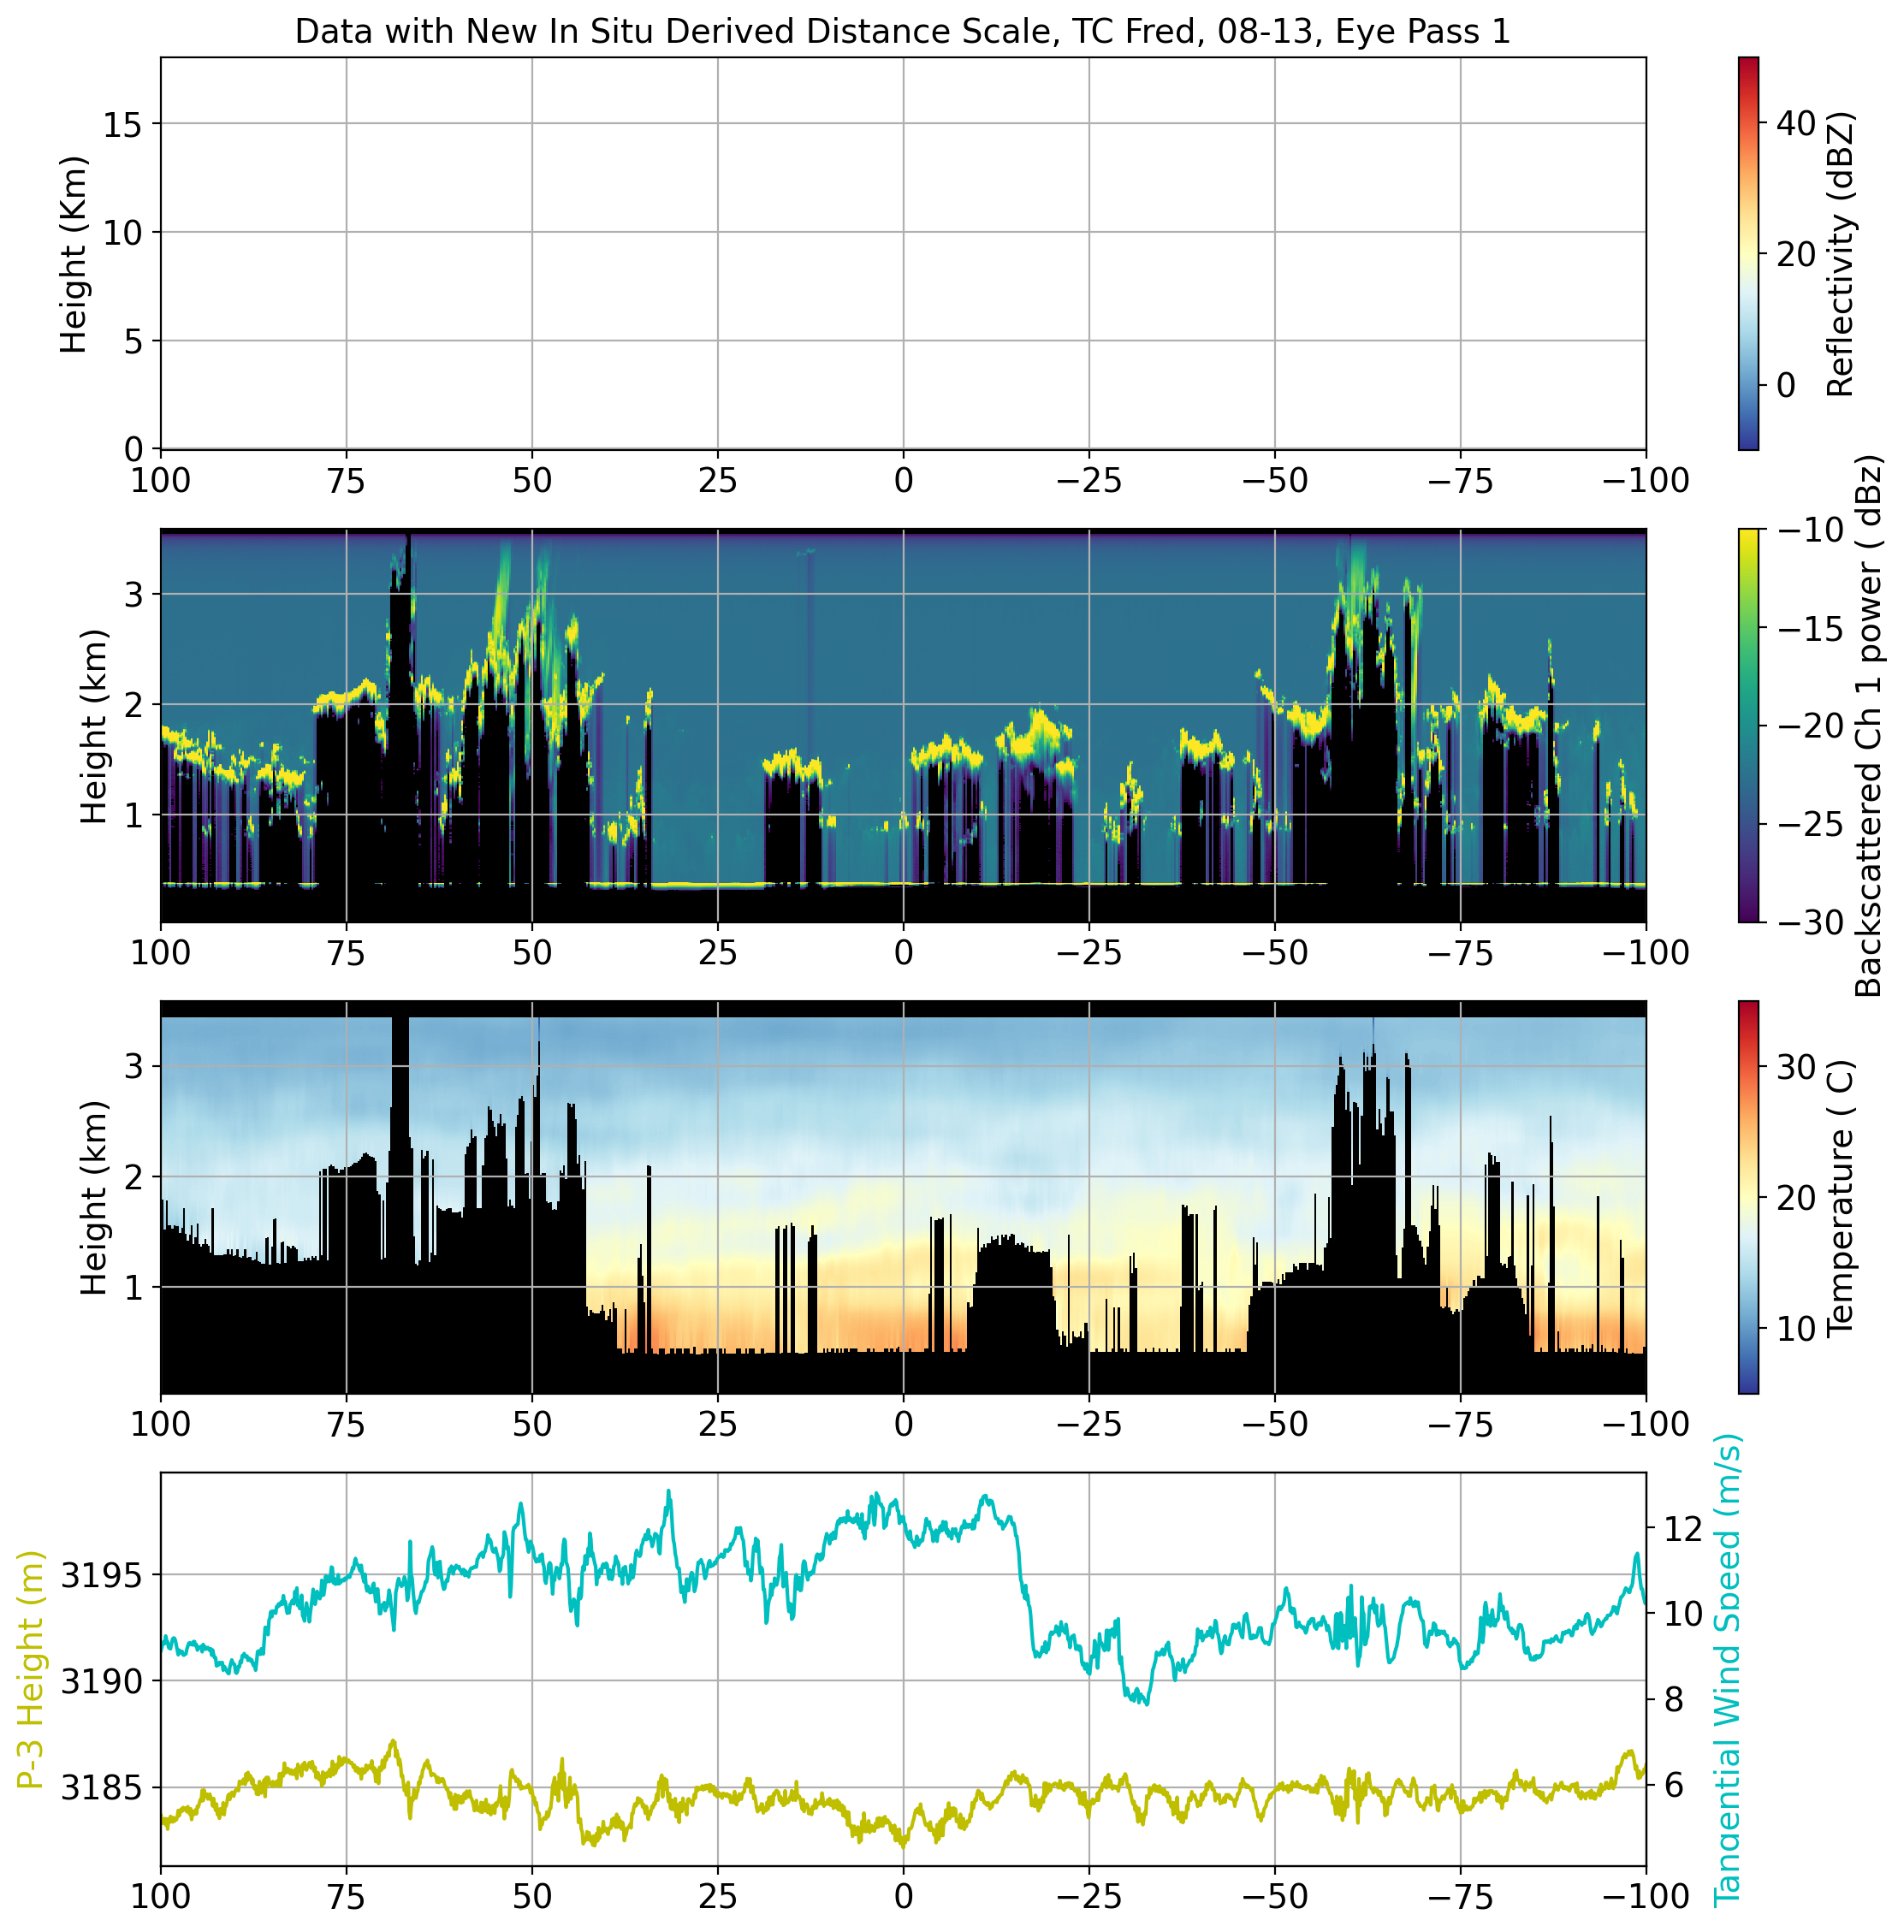 Data with New In Situ Derived Distance Scale, TC Fred, 08-13, Eye Pass 1
Height (Km)
15
10
5
0
100 75 50 25 0 −25 −50 −75 −100
40
20
0
Reflectivity (dBZ)
Height (km)
3
2
1
100 75 50 25 0 −25 −50 −75 −100
−10
−15
−20
−25
−30
Backscattered Ch 1 power ( dBz)
Height (km)
3
2
1
100 75 50 25 0 −25 −50 −75 −100
30
20
10
Temperature ( C)
P-3 Height (m)
3195
3190
3185
100 75 50 25 0 −25 −50 −75 −100
12
10
8
6
Tangential Wind Speed (m/s)